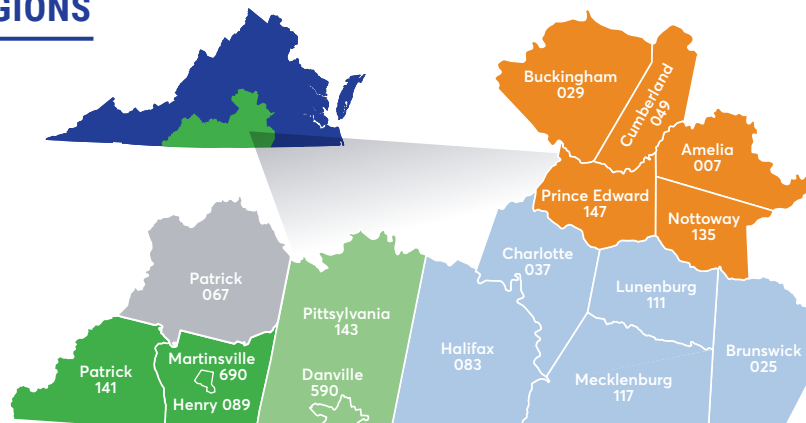 GIONS
Buckingham
029
Cumberland
049
Amelia
007
Prince Edward
147
Nottoway
135
Charlotte
037
Patrick
067
Lunenburg
111
Pittsylvania
143
Halifax
083
Brunswick
025
Martinsville
690
Patrick
141
Danville
590
Mecklenburg
117
Henry 089